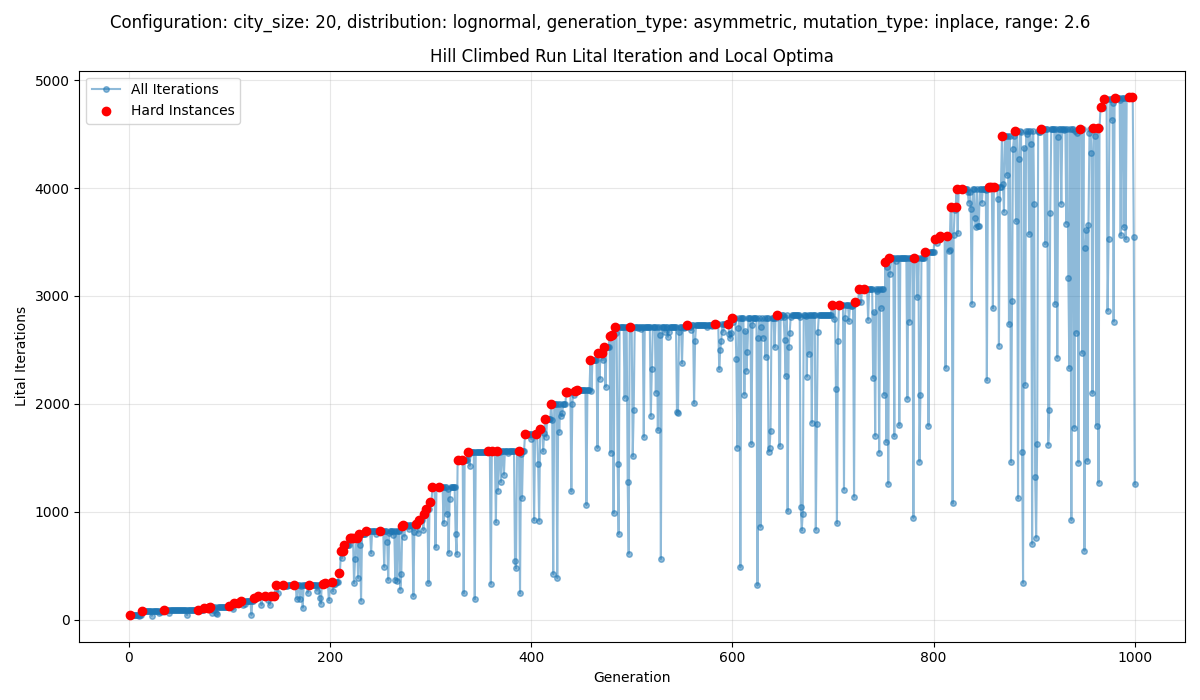 Configuration: city_size: 20, distribution: lognormal, generation_type: asymmetric, mutation_type: inplace, range: 2.6
Hill Climbed Run Lital Iteration and Local Optima
All Iterations
Hard Instances
Lital Iterations
5000
4000
3000
2000
1000
0
0 200 400 600 800 1000
Generation